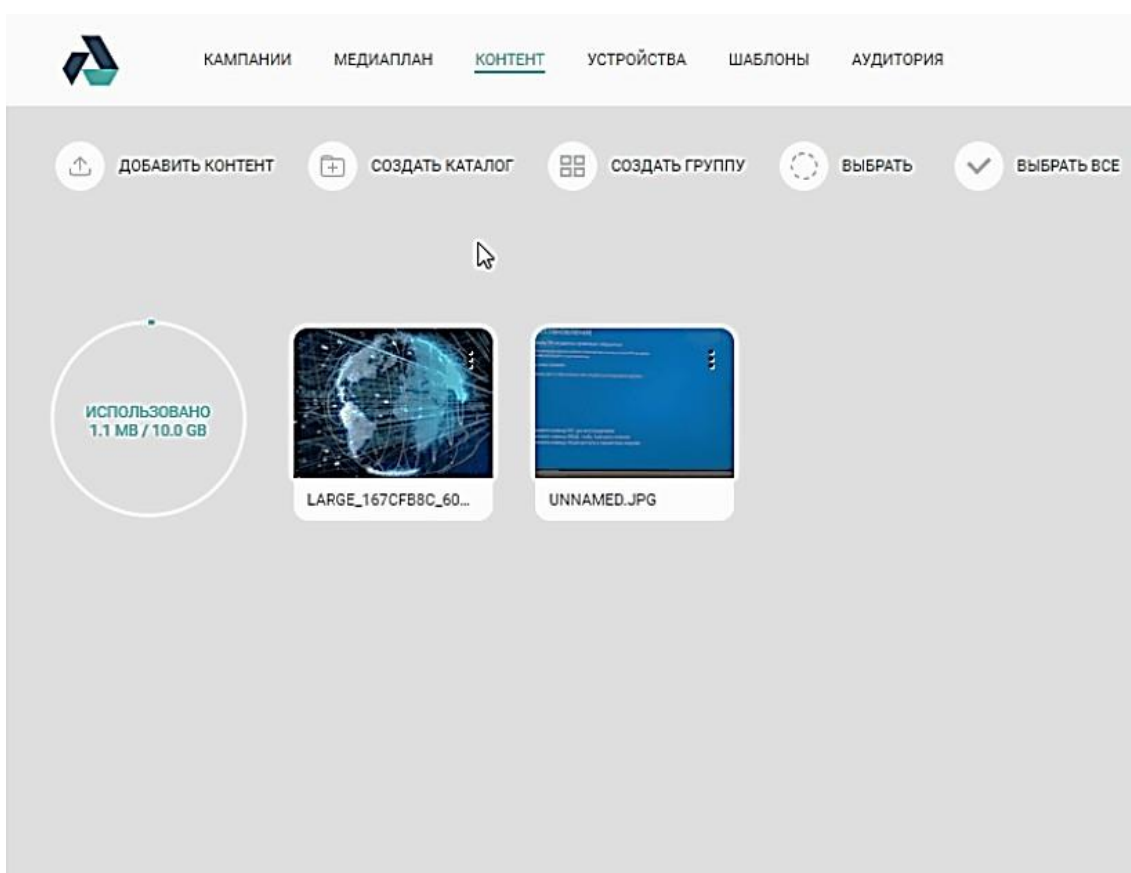 КАМПАНИИ МЕДИАПЛАН КОНТЕНТ УСТРОЙСТВА ШАБЛОНЫ АУДИТОРИЯ
ДОБАВИТЬ КОНТЕНТ СОЗДАТЬ КАТАЛОГ СОЗДАТЬ ГРУППУ ВЫБРАТЬ ВЫБРАТЬ ВСЕ
ИСПОЛЬЗОВАНО
1.1 MB / 10.0 GB
LARGE_167CFB8C_60... UNNAMED.JPG